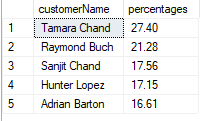 customerName percentages
1 Tamara Chand 27.40
2 Raymond Buch 21.28
3 Sanjit Chand 17.56
4 Hunter Lopez 17.15
5 Adrian Barton 16.61